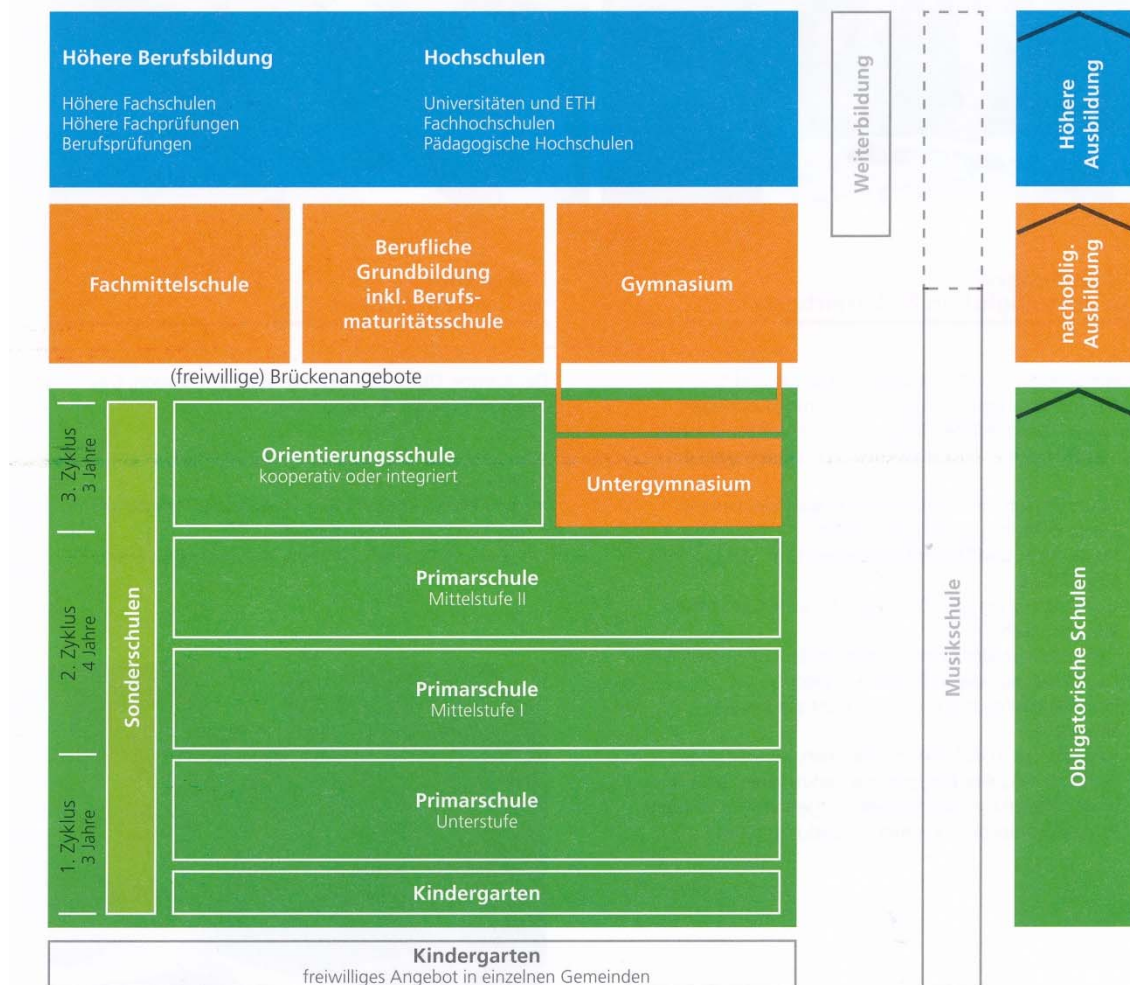 Höhere Berufsbildung
Höhere Fachschulen
Höhere Fachprüfungen
Berufsprüfungen
Hochschulen
Universitäten und ETH
Fachhochschulen
Pädagogische Hochschulen
Weiterbildung
Höhere
Ausbildung
Fachmittelschule
Berufliche
Grundbildung
inkl. Berufs-
maturitätsschule
Gymnasium
nachoblig.
Ausbildung
(freiwillige) Brückenangebote
3. Zyklus
3 Jahre
Orientierungsschule
kooperativ oder integriert
Untergymnasium
2. Zyklus
4 Jahre
Sonderschulen
Primarschule
Mittelstufe II
Primarschule
Mittelstufe I
1. Zyklus
3 Jahre
Primarschule
Unterstufe
Kindergarten
Musikschule
Obligatorische Schulen
Kindergarten
freiwilliges Angebot in einzelnen Gemeinden